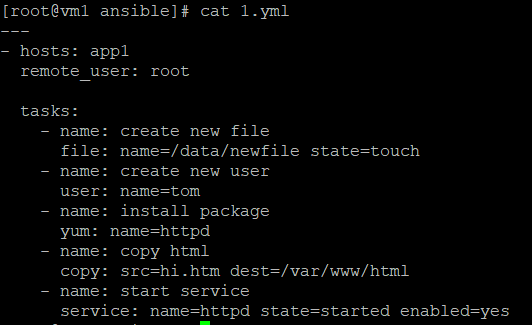 [root@vm1 ansible]# cat 1.yml
---
- hosts: app1
  remote_user: root

  tasks:
    - name: create new file
      file: name=/data/newfile state=touch
    - name: create new user
      user: name=tom
    - name: install package
      yum: name=httpd
    - name: copy html
      copy: src=hi.htm dest=/var/www/html
    - name: start service
      service: name=httpd state=started enabled=yes